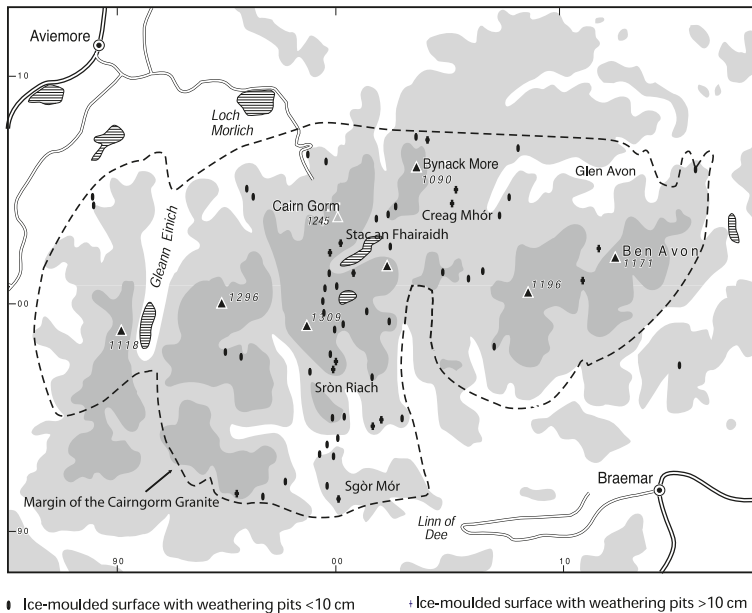 Aviemore
10
Loch
Morlich
Bynack More
1090
Glen Avon
Cairn Gorm
1245
Creag Mhór
Stac an Fhairaidh
Gleann Einich
Ben Avon
1171
1296
1196
00
1309
1118
Sròn Riach
Braemar
Sgòr Mór
Margin of the Cairngorm Granite
Linn of
Dee
90
90
00
10
Ice-moulded surface with weathering pits <10 cm
Ice-moulded surface with weathering pits >10 cm